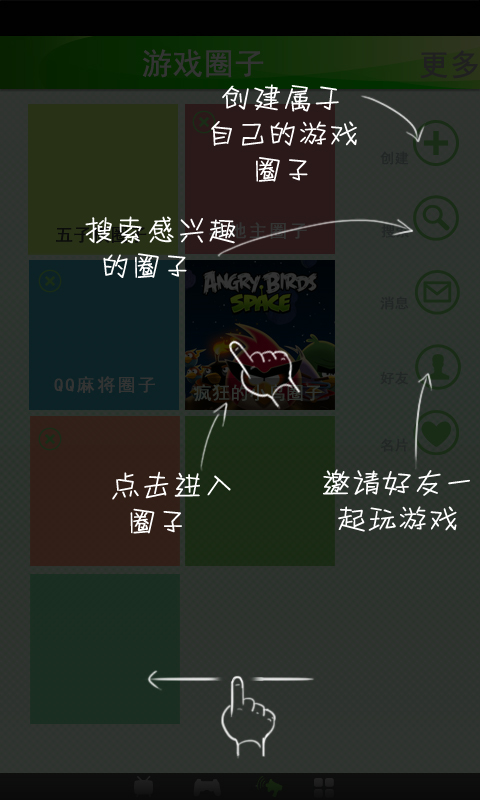 游戏圈子
更多
创建属于
自己的游戏
圈子
创建
搜索感兴趣
的圈子
地主圈子
ANGRY BIRDS
SPACE
消息
QQ麻将圈子
疯狂的小鸟圈子
好友
名片
点击进入
圈子
邀请好友一
起玩游戏